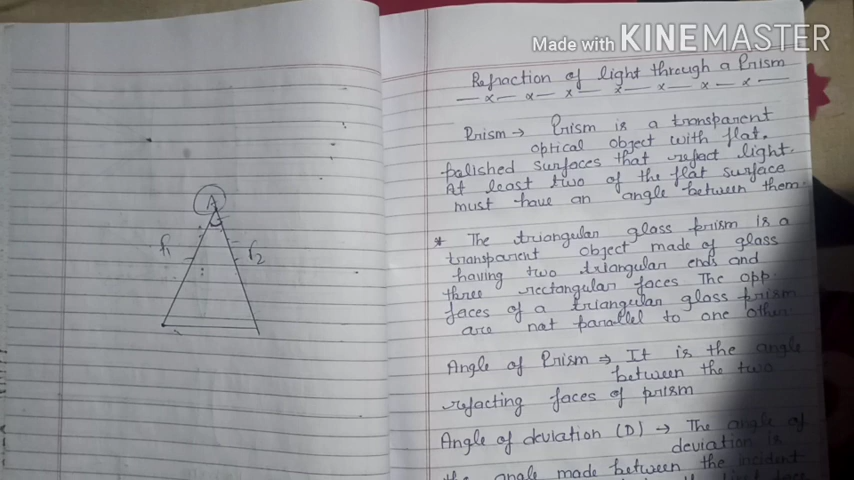 Made with KINEMASTER
A
r1
r2
Refraction of light through a Prism
— x — x — x — x — x — x —
Prism → Prism is a transparent
optical object with flat.
polished surfaces that refract light.
At least two of the flat surface
must have an angle between them.
* The triangular glass prism is a
transparent object made of glass
having two triangular ends and
three rectangular faces The opp.
faces of a triangular glass prism
are not parallel to one other
Angle of Prism ⇒ It is the angle
between the two
refacting faces of prism
Angle of deviation (D) → The angle of
deviation is
the angle made between the incident